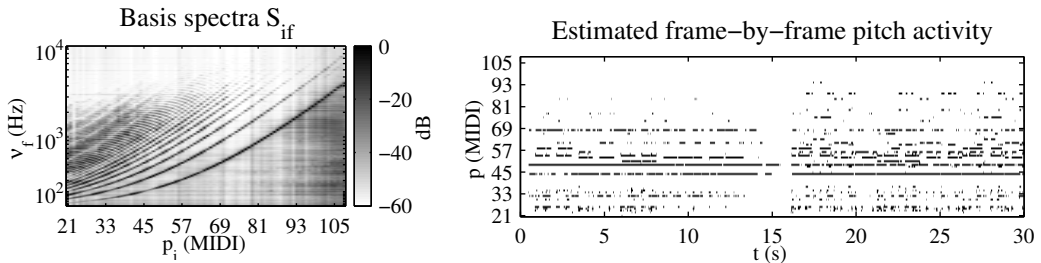 Basis spectra S_if
10^4
10^3
10^2
ν_f (Hz)
21 33 45 57 69 81 93 105
p_i (MIDI)
0
−20
−40
−60
dB
Estimated frame−by−frame pitch activity
105
93
81
69
57
45
33
21
p (MIDI)
0 5 10 15 20 25 30
t (s)